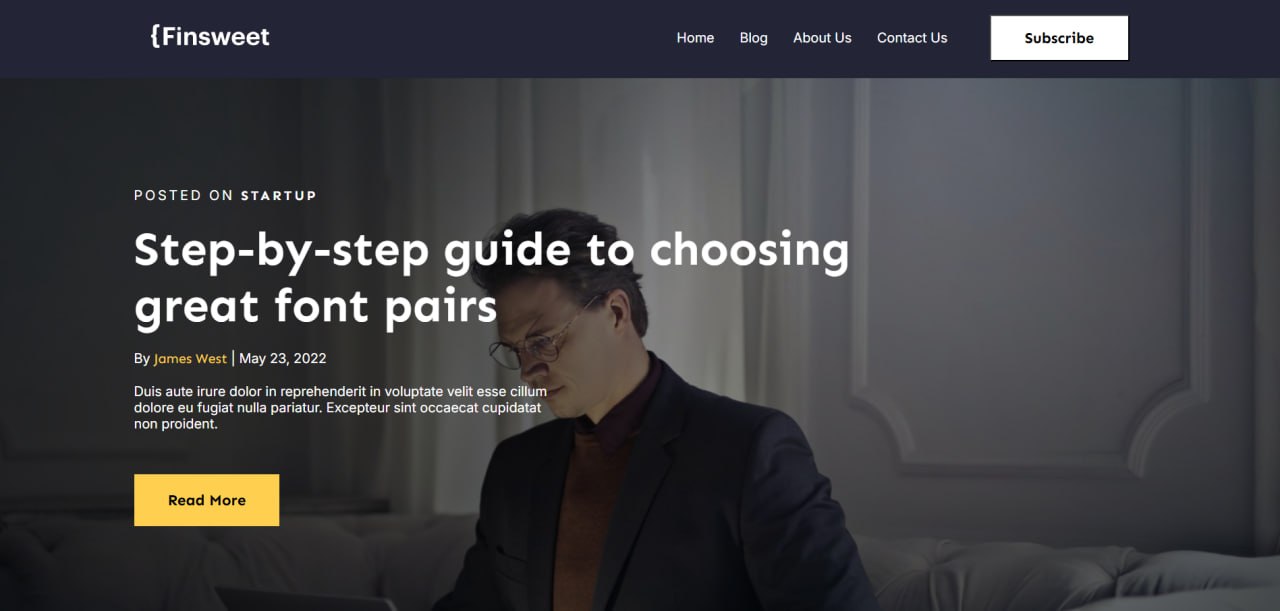 {Finsweet
Home Blog About Us Contact Us Subscribe
POSTED ON STARTUP
Step-by-step guide to choosing
great font pairs
By James West | May 23, 2022
Duis aute irure dolor in reprehenderit in voluptate velit esse cillum
dolore eu fugiat nulla pariatur. Excepteur sint occaecat cupidatat
non proident.
Read More